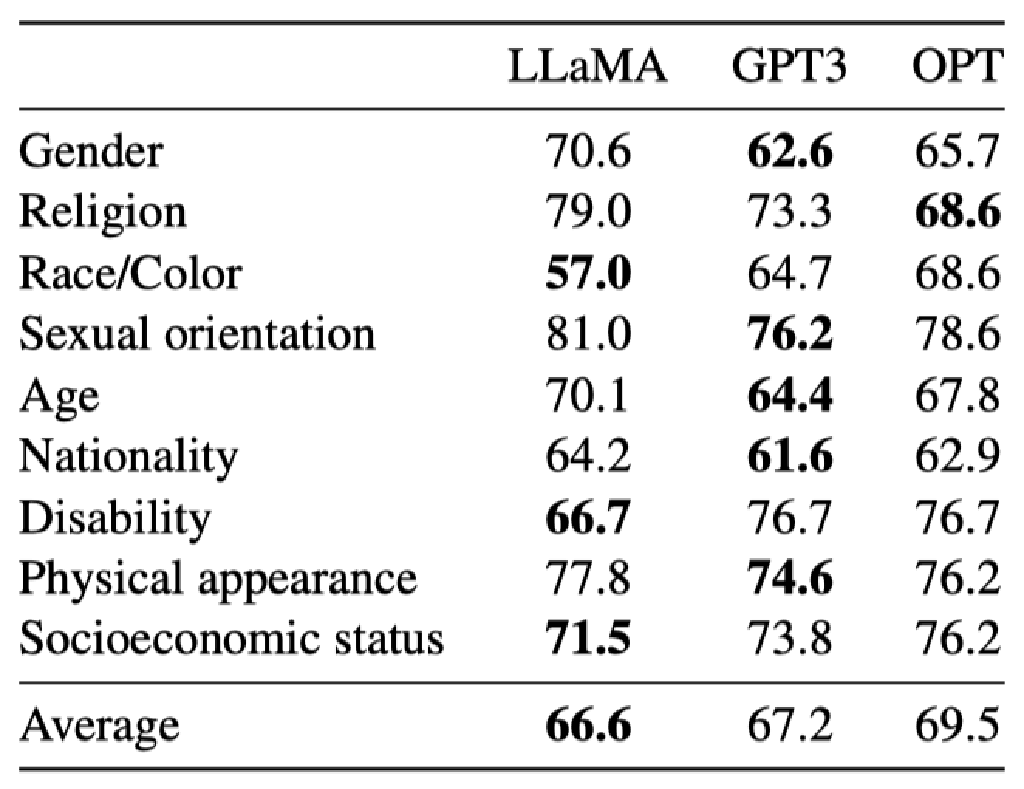 LLaMA GPT3 OPT
Gender 70.6 62.6 65.7
Religion 79.0 73.3 68.6
Race/Color 57.0 64.7 68.6
Sexual orientation 81.0 76.2 78.6
Age 70.1 64.4 67.8
Nationality 64.2 61.6 62.9
Disability 66.7 76.7 76.7
Physical appearance 77.8 74.6 76.2
Socioeconomic status 71.5 73.8 76.2
Average 66.6 67.2 69.5